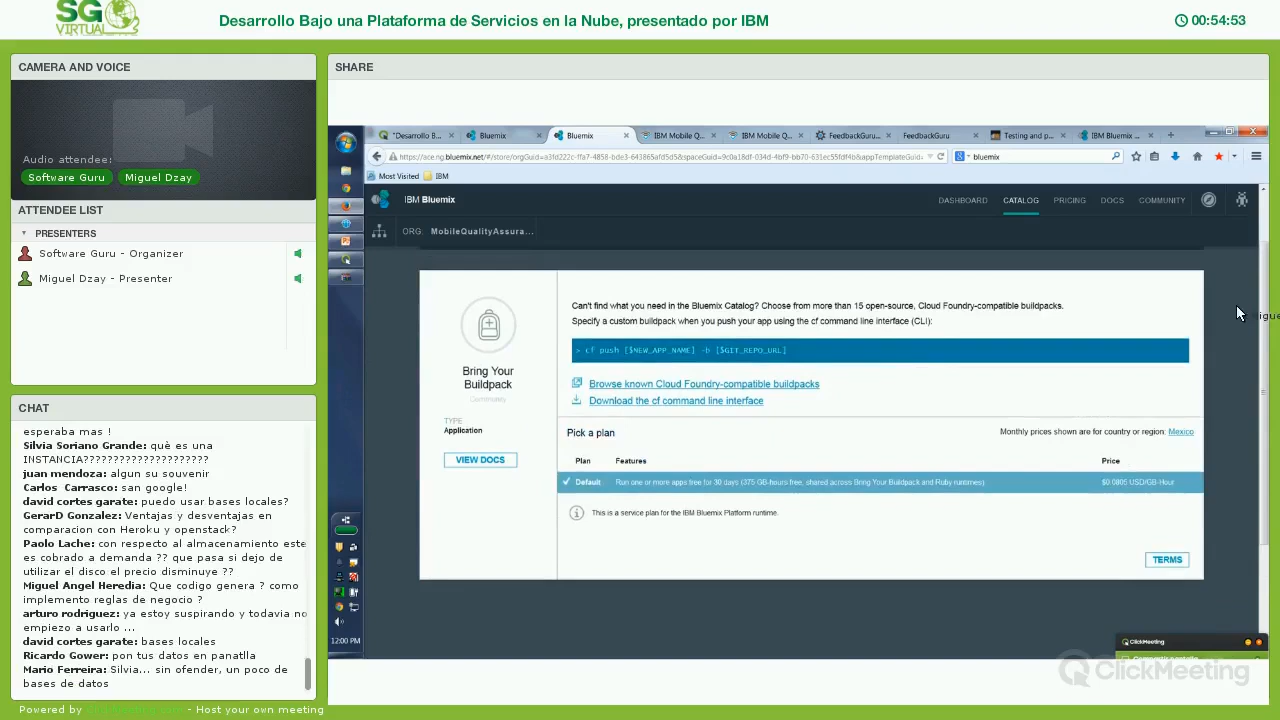 SG
VIRTUAL
Desarrollo Bajo una Plataforma de Servicios en la Nube, presentado por IBM
00:54:53
CAMERA AND VOICE
Audio attendee:
Software Guru
Miguel Dzay
ATTENDEE LIST
PRESENTERS
Software Guru - Organizer
Miguel Dzay - Presenter
CHAT
esperaba mas !
Silvia Soriano Grande: què es una
INSTANCIA?????????????????????
juan mendoza: algun su souvenir
Carlos Carrasco: san google!
david cortes garate: puedo usar bases locales?
GerarD Gonzalez: Ventajas y desventajas en
comparacion con Heroku y openstack?
Paolo Lache: con respecto al almacenamiento este
es cobrado a demanda ?? que pasa si dejo de
utilizar el disco el precio disminuye ??
Miguel Angel Heredia: Que codigo genera ? como
implemento reglas de negocio ?
arturo rodriguez: ya estoy suspirando y todavia no
empiezo a usarlo ,..
david cortes garate: bases locales
Ricardo Gower: pon tus datos en panatlla
Mario Ferreira: Silvia... sin ofender, un poco de
bases de datos
Powered by - Host your own meeting
SHARE
"Desarrollo B...
Bluemix
Bluemix
IBM Mobile Q...
IBM Mobile Q...
FeedbackGuru...
FeedbackGuru
Testing and p...
IBM Bluemix ...
bluemix
Most Visited
IBM
IBM Bluemix
DASHBOARD
CATALOG
PRICING
DOCS
COMMUNITY
ORG: MobileQualityAssura...
Bring Your
Buildpack
Community
TYPE
Application
VIEW DOCS
Can't find what you need in the Bluemix Catalog? Choose from more than 15 open-source, Cloud Foundry-compatible buildpacks.
Specify a custom buildpack when you push your app using the cf command line interface (CLI):
> cf push [$NEW_APP_NAME] -b [$GIT_REPO_URL]
Browse known Cloud Foundry-compatible buildpacks
Download the cf command line interface
Pick a plan
Monthly prices shown are for country or region: Mexico
Plan
Features
Price
Default
Run one or more apps free for 30 days (375 GB-hours free, shared across Bring Your Buildpack and Ruby runtimes)
$0.0805 USD/GB-Hour
This is a service plan for the IBM Bluemix Platform runtime.
TERMS
12:00 PM
ClickMeeting
ClickMeeting